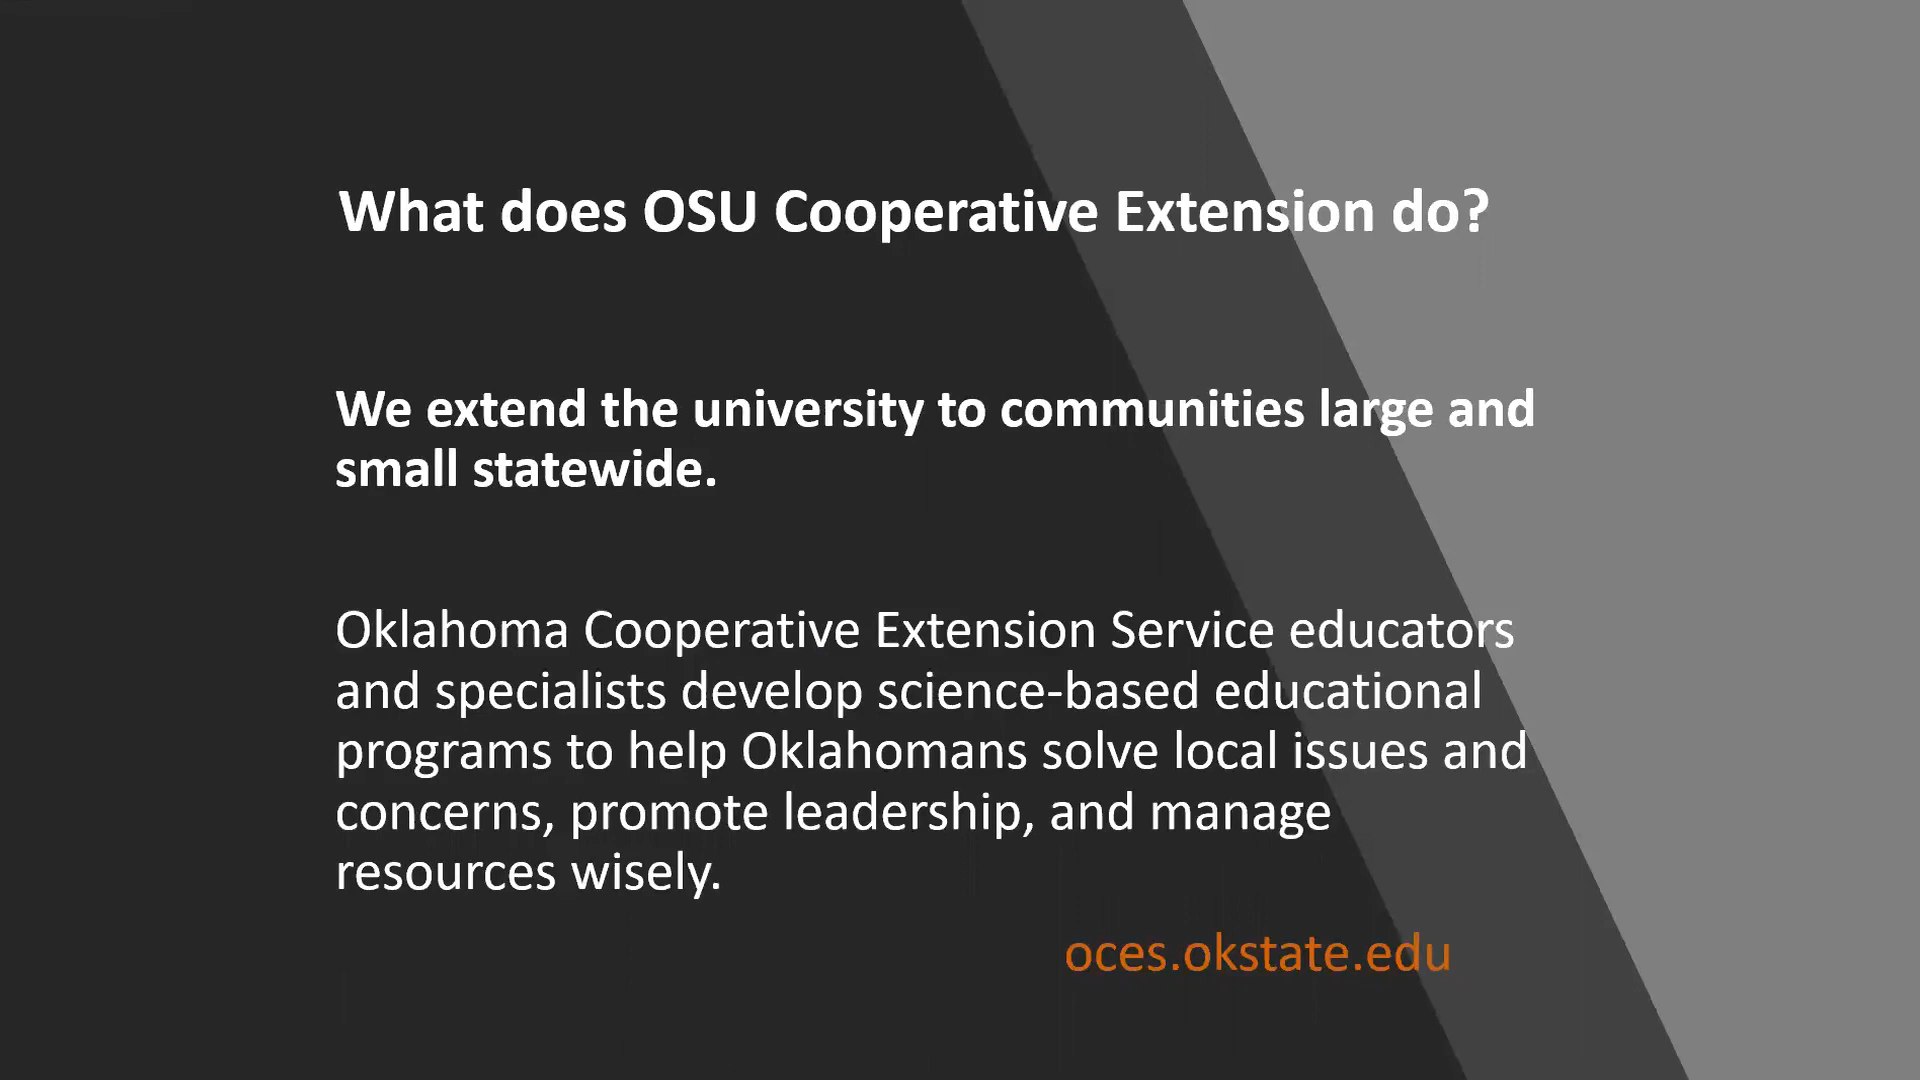 What does OSU Cooperative Extension do?
We extend the university to communities large and
small statewide.
Oklahoma Cooperative Extension Service educators
and specialists develop science-based educational
programs to help Oklahomans solve local issues and
concerns, promote leadership, and manage
resources wisely.
oces.okstate.edu